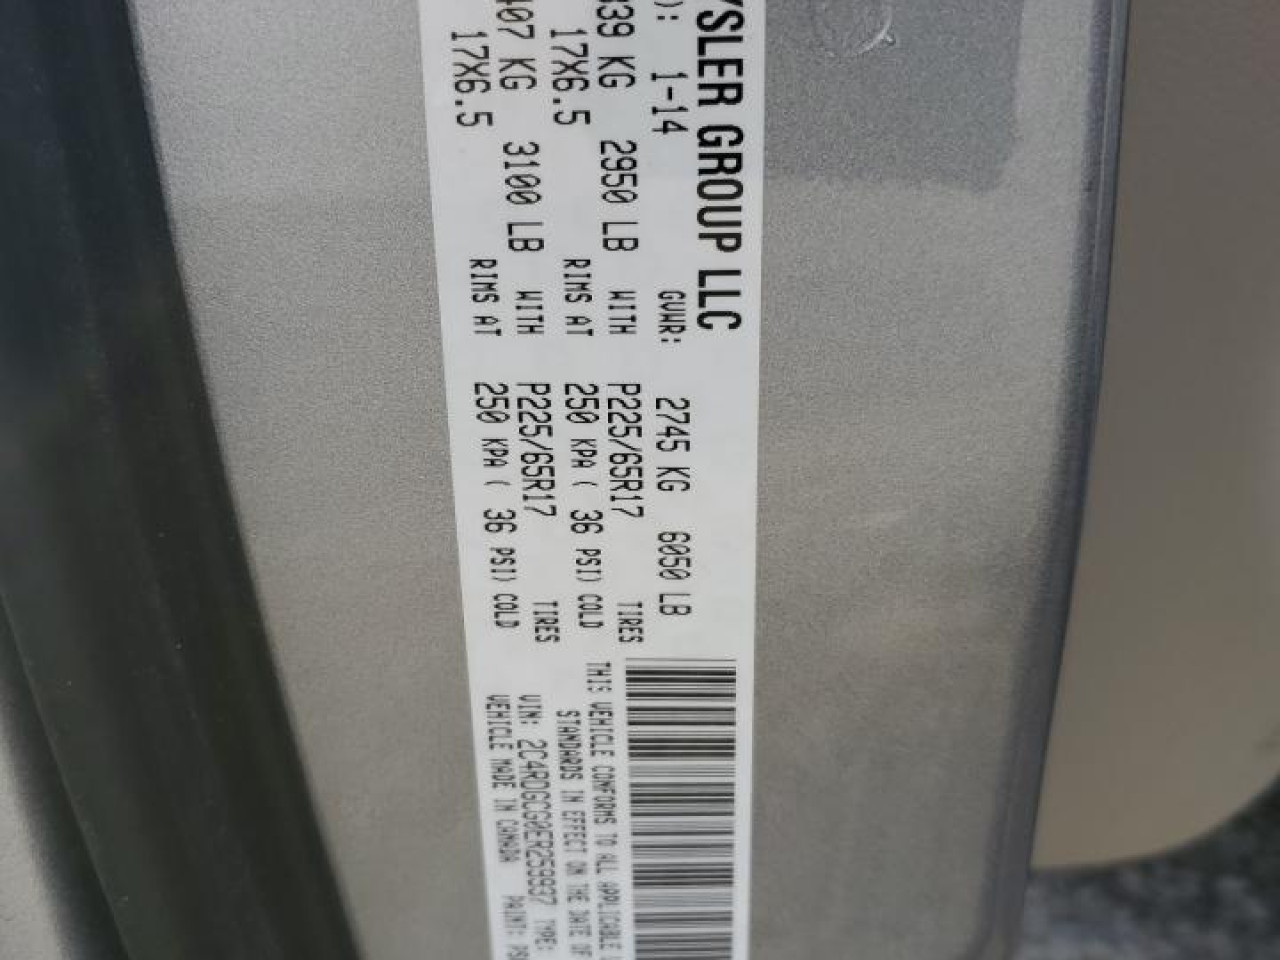 YSLER GROUP LLC
): 1-14 GVWR: 2745 KG 6050 LB
39 KG 2950 LB WITH P225/65R17 TIRES
17X6.5 RIMS AT 250 KPA ( 36 PSI) COLD
407 KG 3100 LB WITH P225/65R17 TIRES
17X6.5 RIMS AT 250 KPA ( 36 PSI) COLD
THIS VEHICLE CONFORMS TO ALL APPLICABLE
STANDARDS IN EFFECT ON THE DATE OF
VIN: 2C4RDGCG0ER259937 TYPE:
VEHICLE MADE IN CANADA PAINT: